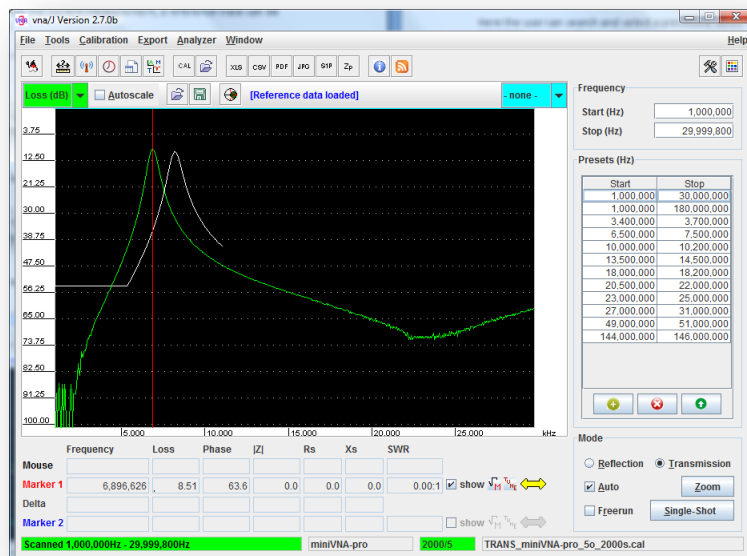 vna/J Version 2.7.0b
File Tools Calibration Export Analyzer Window Help
CAL XLS CSV PDF JPG S1P Zp
Loss (dB) Autoscale [Reference data loaded] - none -
3.75
12.50
21.25
30.00
38.75
47.50
56.25
65.00
73.75
82.50
91.25
100.00
5,000 10,000 15,000 20,000 25,000 kHz
Frequency Loss Phase |Z| Rs Xs SWR
Mouse
Marker 1 6,896,626 8.51 63.6 0.0 0.0 0.0 0.00:1 show
Delta
Marker 2 show
Scanned 1,000,000Hz - 29,999,800Hz miniVNA-pro 2000/5 TRANS_miniVNA-pro_5o_2000s.cal
Frequency
Start (Hz) 1,000,000
Stop (Hz) 29,999,800
Presets (Hz)
Start Stop
1,000,000 30,000,000
1,000,000 180,000,000
3,400,000 3,700,000
6,500,000 7,500,000
10,000,000 10,200,000
13,500,000 14,500,000
18,000,000 18,200,000
20,500,000 22,000,000
23,000,000 25,000,000
27,000,000 31,000,000
49,000,000 51,000,000
144,000,000 146,000,000
Mode
Reflection Transmission
Auto Zoom
Freerun Single-Shot